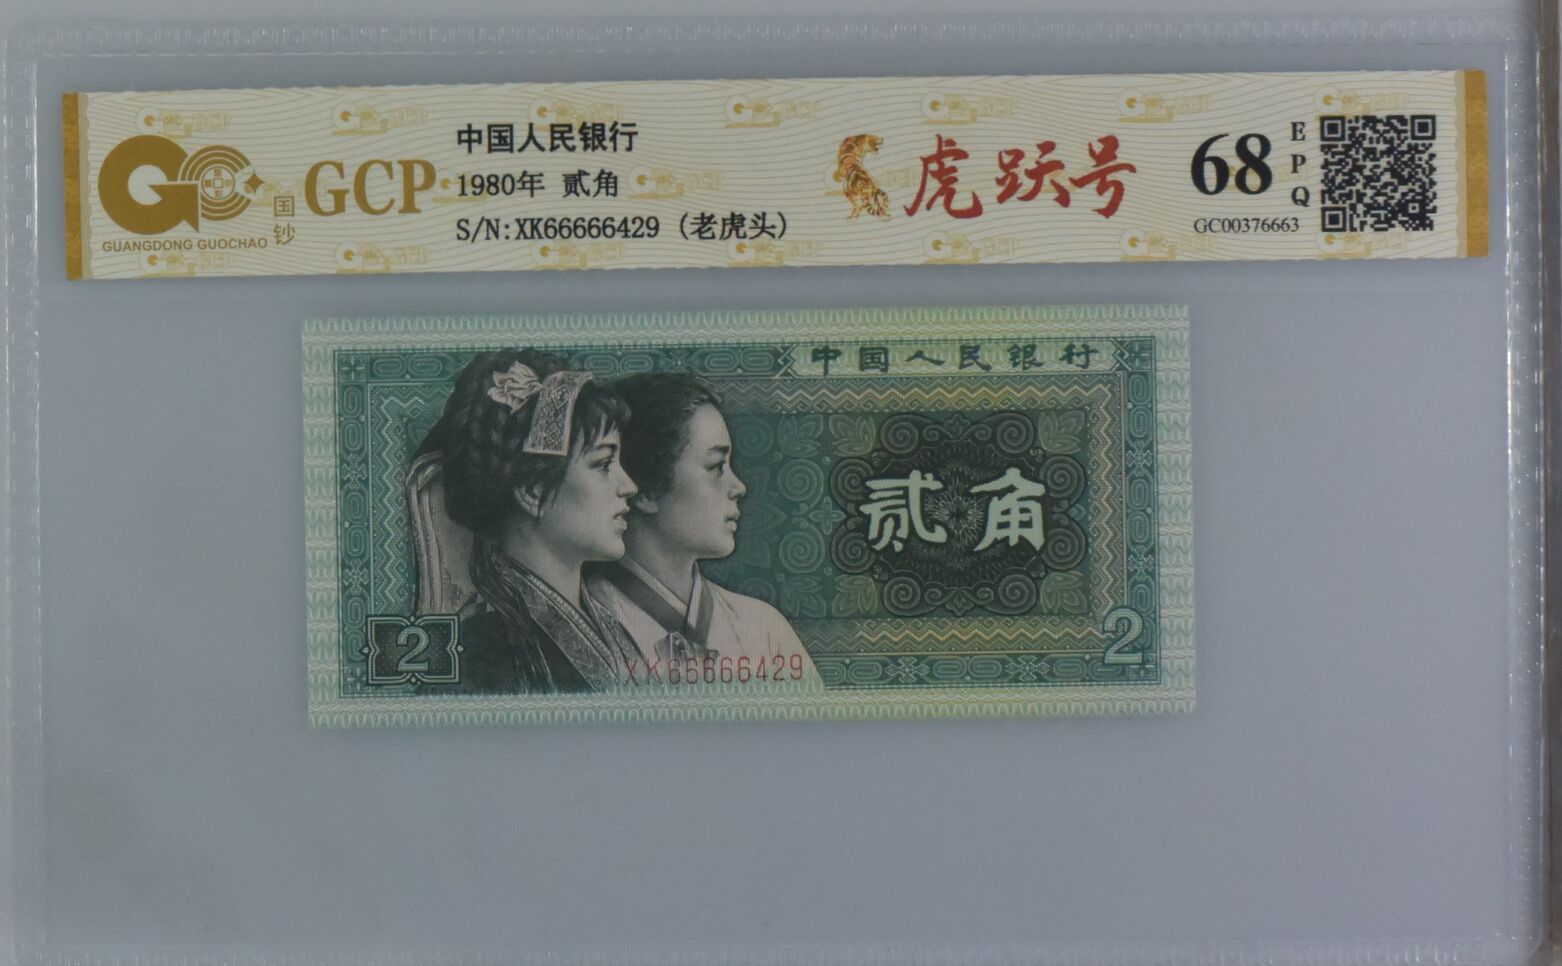 GUANGDONG GUOCHAO
国钞
GCP
中国人民银行
1980年 贰角
S/N:XK66666429 (老虎头)
虎跃号
68
EPQ
GC00376663
中国人民银行
贰角
2
XK66666429
2